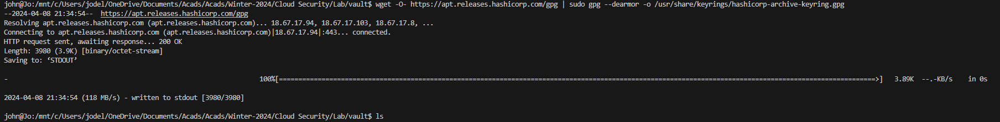 john@Jo:/mnt/c/Users/jodel/OneDrive/Documents/Acads/Acads/Winter-2024/Cloud Security/Lab/vault$ wget -O- https://apt.releases.hashicorp.com/gpg | sudo gpg --dearmor -o /usr/share/keyrings/hashicorp-archive-keyring.gpg
--2024-04-08 21:34:54--  https://apt.releases.hashicorp.com/gpg
Resolving apt.releases.hashicorp.com (apt.releases.hashicorp.com)... 18.67.17.94, 18.67.17.103, 18.67.17.8, ...
Connecting to apt.releases.hashicorp.com (apt.releases.hashicorp.com)|18.67.17.94|:443... connected.
HTTP request sent, awaiting response... 200 OK
Length: 3980 (3.9K) [binary/octet-stream]
Saving to: ‘STDOUT’
- 100%[=====================================================================================================================================================>] 3.89K --.-KB/s in 0s
2024-04-08 21:34:54 (118 MB/s) - written to stdout [3980/3980]
john@Jo:/mnt/c/Users/jodel/OneDrive/Documents/Acads/Acads/Winter-2024/Cloud Security/Lab/vault$ ls